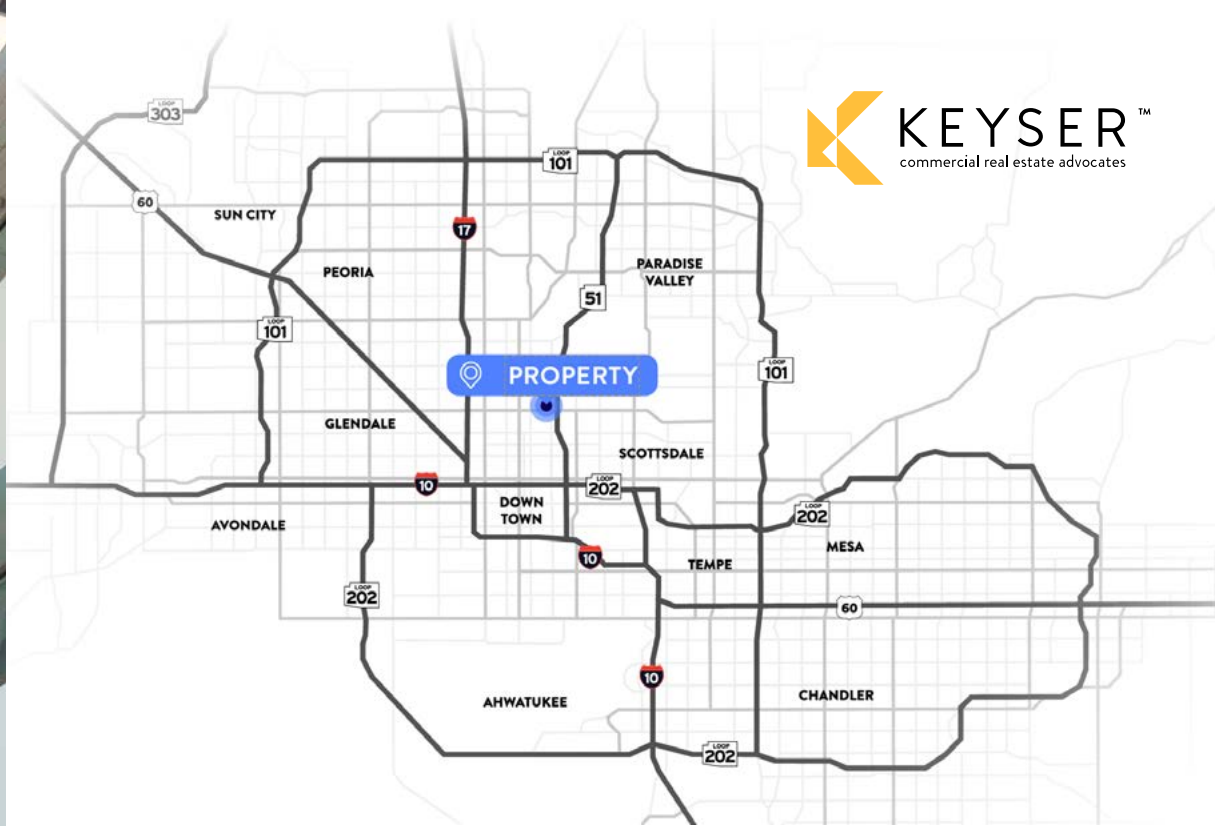 KEYSER™
commercial real estate advocates
LOOP
303
LOOP
101
60
SUN CITY
17
PEORIA
PARADISE
VALLEY
51
LOOP
101
LOOP
101
PROPERTY
GLENDALE
SCOTTSDALE
10
LOOP
202
DOWN
TOWN
LOOP
202
AVONDALE
10
MESA
TEMPE
LOOP
202
60
10
CHANDLER
AHWATUKEE
LOOP
202